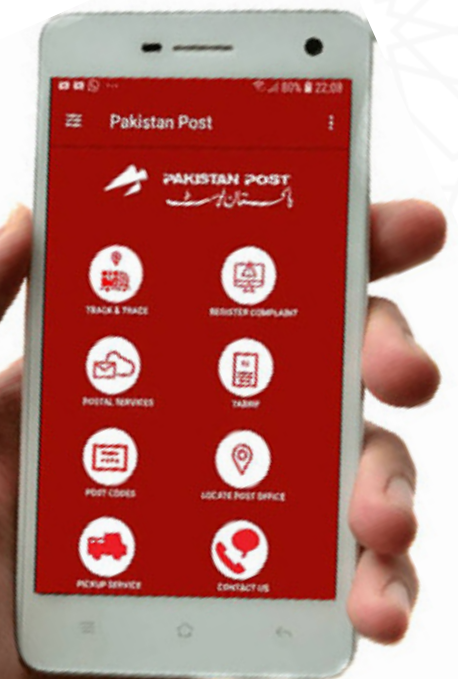 80% 22:08
Pakistan Post
PAKISTAN POST
پاکستان پوسٹ
TRACK & TRACE
REGISTER COMPLAINT
POSTAL SERVICES
TARIFF
POST CODES
LOCATE POST OFFICE
PICKUP SERVICE
CONTACT US